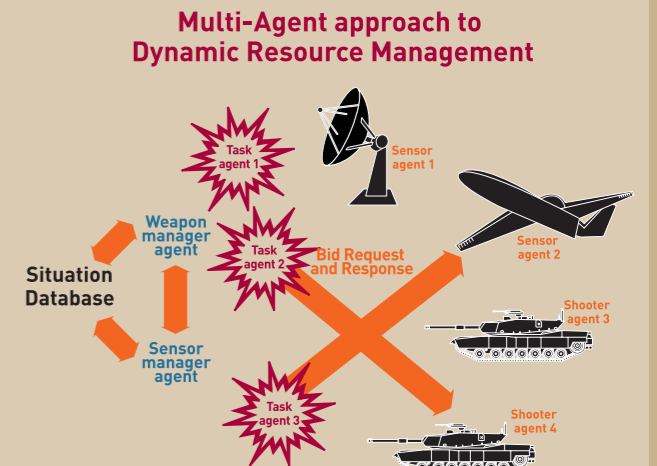 Multi-Agent approach to
Dynamic Resource Management
Task
agent 1
Sensor
agent 1
Sensor
agent 2
Weapon
manager
agent
Task
agent 2
Bid Request
and Response
Situation
Database
Shooter
agent 3
Sensor
manager
agent
Task
agent 3
Shooter
agent 4